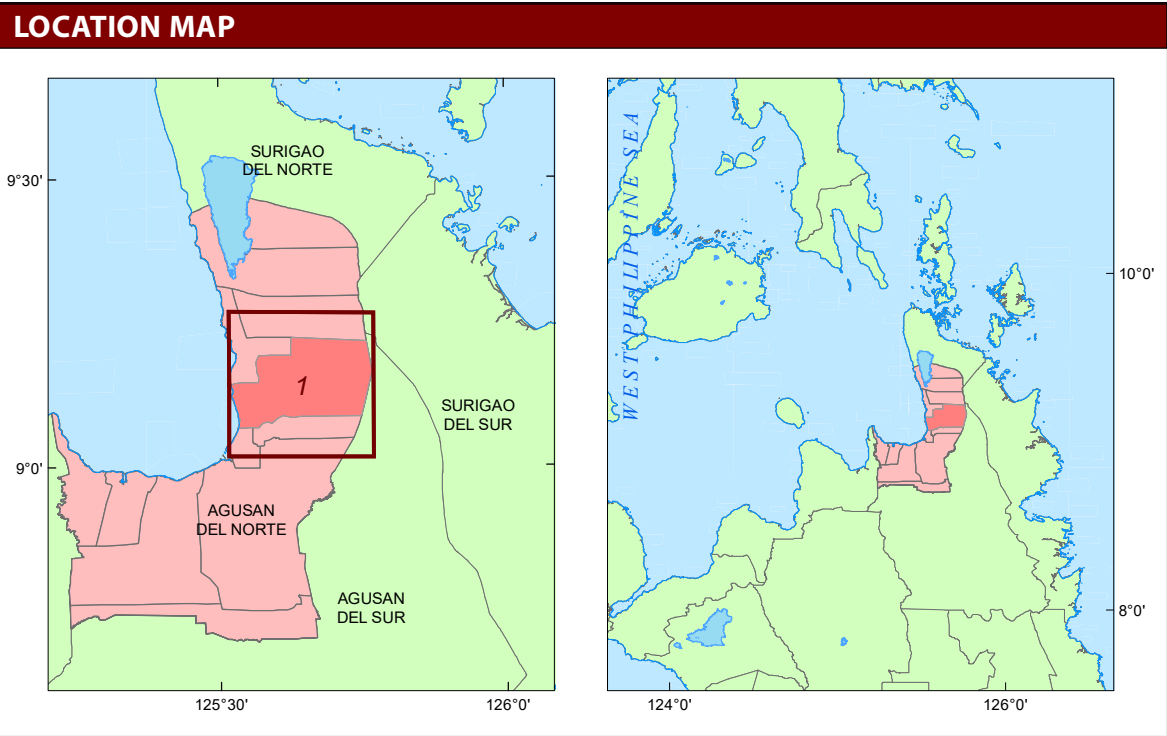 LOCATION MAP
SURIGAO
DEL NORTE
9°30'
1
SURIGAO
DEL SUR
9°0'
AGUSAN
DEL NORTE
AGUSAN
DEL SUR
125°30'
126°0'
WEST PHILIPPINE SEA
10°0'
8°0'
124°0'
126°0'